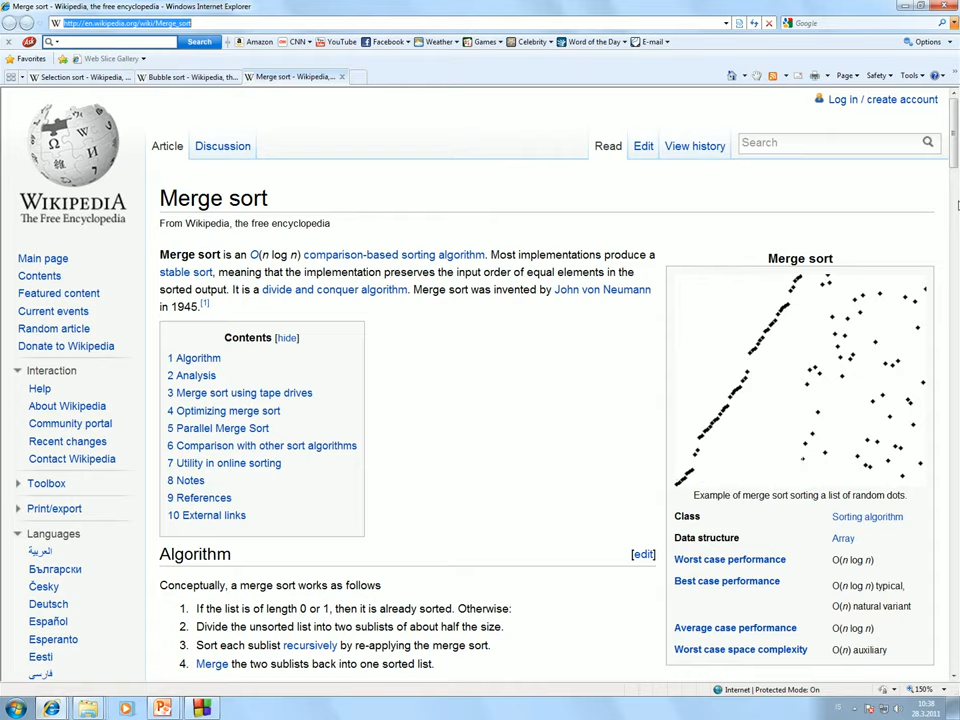 Merge sort - Wikipedia, the free encyclopedia - Windows Internet Explorer
http://en.wikipedia.org/wiki/Merge_sort
Google
Ask
Search
Amazon
CNN
YouTube
Facebook
Weather
Games
Celebrity
Word of the Day
E-mail
Options
Favorites
Web Slice Gallery
Selection sort - Wikipedia, ...
Bubble sort - Wikipedia, th...
Merge sort - Wikipedia,...
Page
Safety
Tools
Log in / create account
Article
Discussion
Read
Edit
View history
Search
WIKIPEDIA
The Free Encyclopedia
Main page
Contents
Featured content
Current events
Random article
Donate to Wikipedia
Interaction
Help
About Wikipedia
Community portal
Recent changes
Contact Wikipedia
Toolbox
Print/export
Languages
العربية
Български
Česky
Deutsch
Español
Esperanto
Eesti
فارسی
Merge sort
From Wikipedia, the free encyclopedia
Merge sort is an O(n log n) comparison-based sorting algorithm. Most implementations produce a
stable sort, meaning that the implementation preserves the input order of equal elements in the
sorted output. It is a divide and conquer algorithm. Merge sort was invented by John von Neumann
in 1945.[1]
Contents [hide]
1 Algorithm
2 Analysis
3 Merge sort using tape drives
4 Optimizing merge sort
5 Parallel Merge Sort
6 Comparison with other sort algorithms
7 Utility in online sorting
8 Notes
9 References
10 External links
Algorithm
[edit]
Conceptually, a merge sort works as follows
1. If the list is of length 0 or 1, then it is already sorted. Otherwise:
2. Divide the unsorted list into two sublists of about half the size.
3. Sort each sublist recursively by re-applying the merge sort.
4. Merge the two sublists back into one sorted list.
Merge sort
Example of merge sort sorting a list of random dots.
Class Sorting algorithm
Data structure Array
Worst case performance O(n log n)
Best case performance O(n log n) typical,
O(n) natural variant
Average case performance O(n log n)
Worst case space complexity O(n) auxiliary
Internet | Protected Mode: On
150%
IS
10:38
28.3.2011